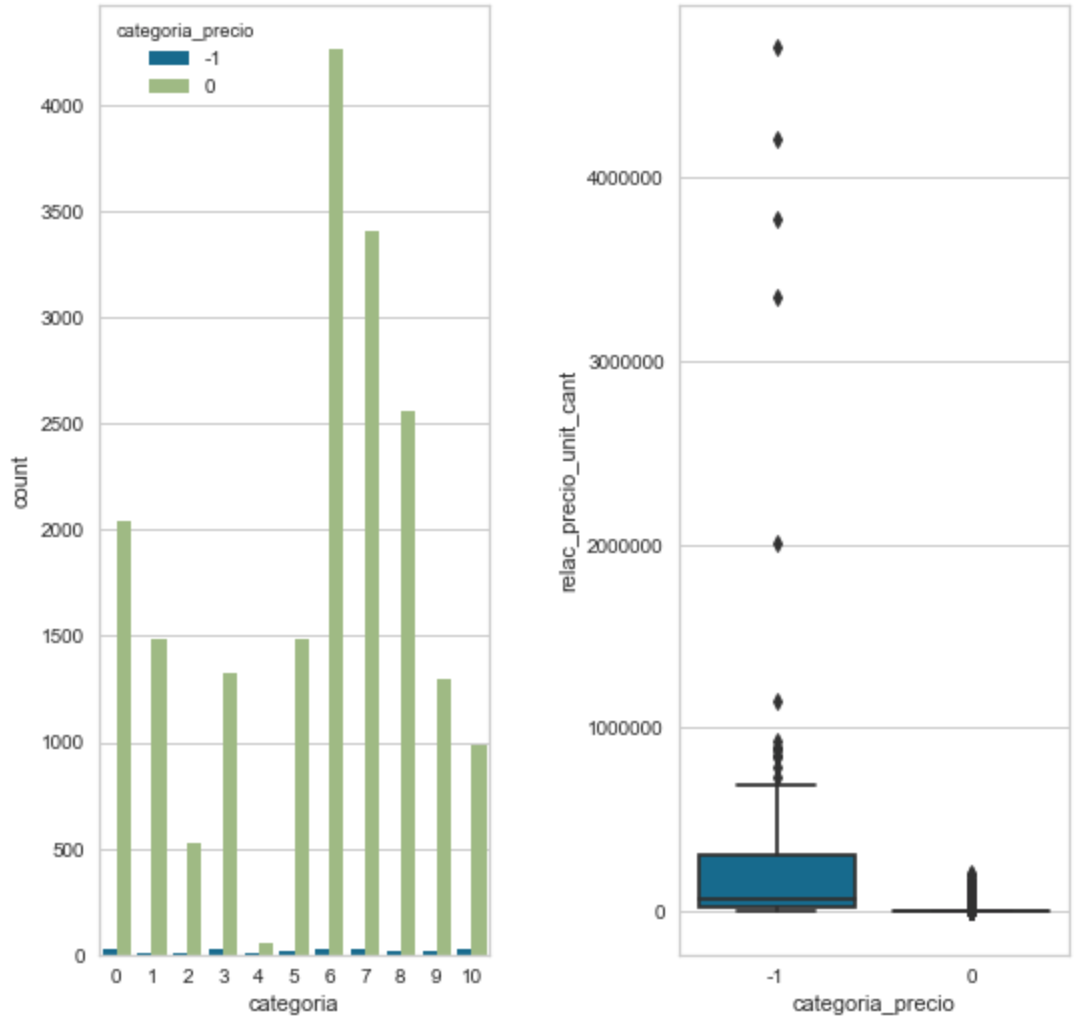 categoria_precio
-1
0
4000
3500
3000
2500
2000
1500
1000
500
0
count
0 1 2 3 4 5 6 7 8 9 10
categoria
4000000
3000000
2000000
1000000
0
relac_precio_unit_cant
-1 0
categoria_precio